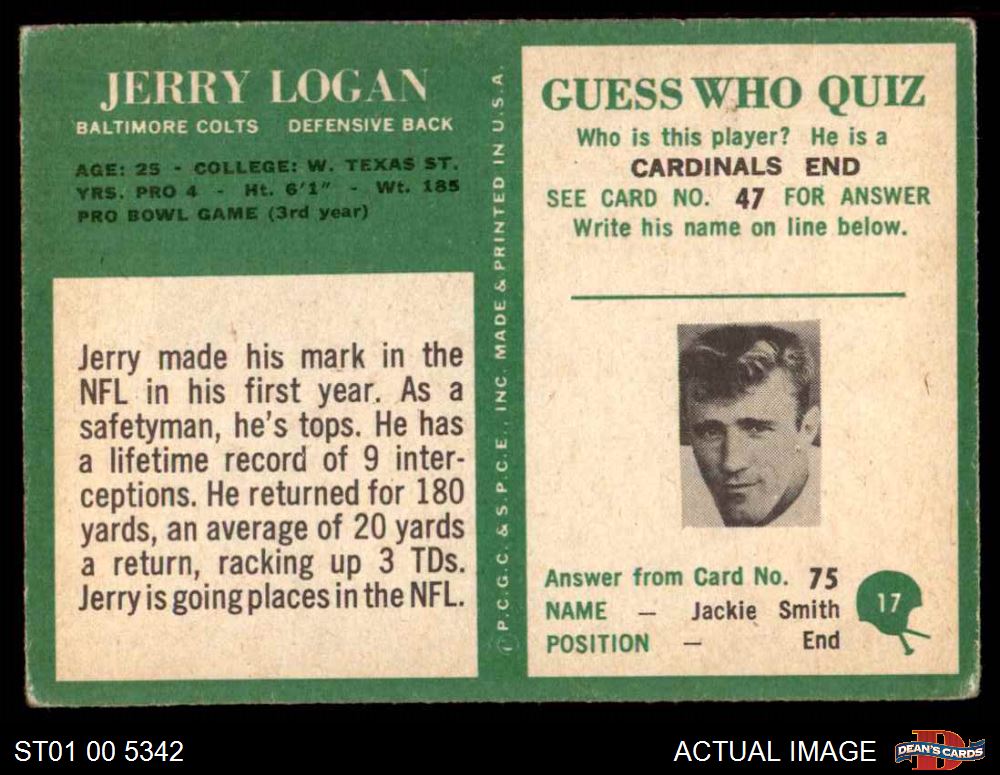 JERRY LOGAN
BALTIMORE COLTS DEFENSIVE BACK
AGE: 25 - COLLEGE: W. TEXAS ST.
YRS. PRO 4 - Ht. 6'1" - Wt. 185
PRO BOWL GAME (3rd year)
Jerry made his mark in the
NFL in his first year. As a
safetyman, he's tops. He has
a lifetime record of 9 inter-
ceptions. He returned for 180
yards, an average of 20 yards
a return, racking up 3 TDs.
Jerry is going places in the NFL.
Ⓟ P.C.G.C. & S.P.C.E., INC. MADE & PRINTED IN U.S.A.
GUESS WHO QUIZ
Who is this player? He is a
CARDINALS END
SEE CARD NO. 47 FOR ANSWER
Write his name on line below.
Answer from Card No. 75
NAME — Jackie Smith
POSITION — End
17
ST01 00 5342
ACTUAL IMAGE
D
DEAN'S CARDS